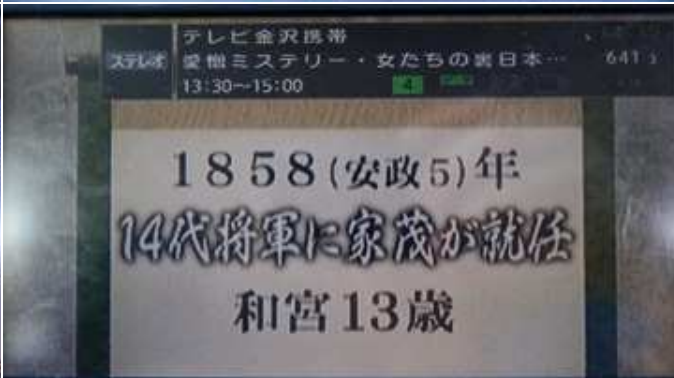 テレビ金沢携帯
ステレオ
愛憎ミステリー・女たちの裏日本…
641
13:30～15:00
4
1858(安政5)年
14代将軍に家茂が就任
和宮13歳